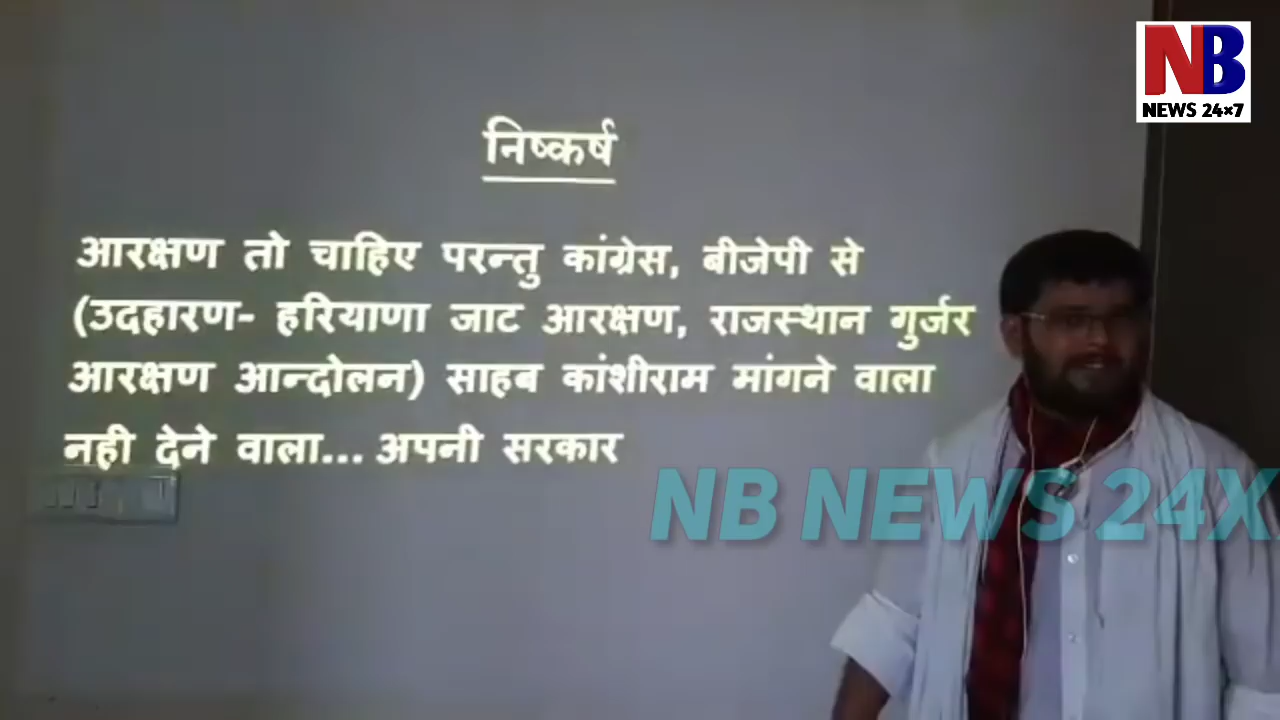 NB
NEWS 24×7
निष्कर्ष
आरक्षण तो चाहिए परन्तु कांग्रेस, बीजेपी से
(उदहारण- हरियाणा जाट आरक्षण, राजस्थान गुर्जर
आरक्षण आन्दोलन) साहब कांशीराम मांगने वाला
नही देने वाला... अपनी सरकार
NB NEWS 24X